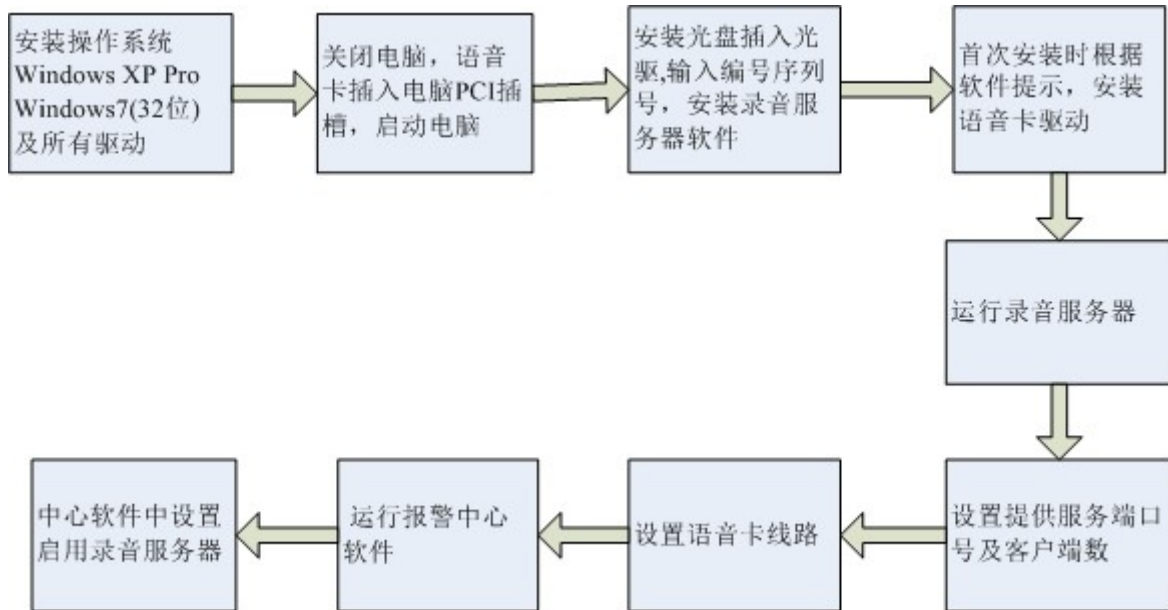 安装操作系统
Windows XP Pro
Windows7(32位)
及所有驱动
关闭电脑，语音
卡插入电脑PCI插
槽，启动电脑
安装光盘插入光
驱,输入编号序列
号，安装录音服
务器软件
首次安装时根据
软件提示，安装
语音卡驱动
运行录音服务器
设置提供服务端口
号及客户端数
设置语音卡线路
运行报警中心
软件
中心软件中设置
启用录音服务器